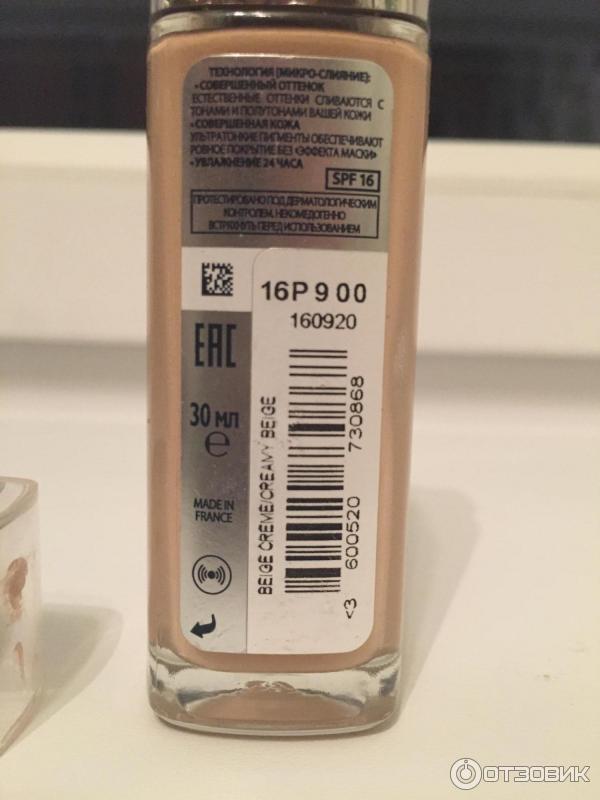 ТЕХНОЛОГИЯ [МИКРО-СЛИЯНИЕ]:
•СОВЕРШЕННЫЙ ОТТЕНОК
ЕСТЕСТВЕННЫЕ ОТТЕНКИ СЛИВАЮТСЯ С
ТОНАМИ И ПОЛУТОНАМИ ВАШЕЙ КОЖИ
•СОВЕРШЕННАЯ КОЖА
УЛЬТРАТОНКИЕ ПИГМЕНТЫ ОБЕСПЕЧИВАЮТ
РОВНОЕ ПОКРЫТИЕ БЕЗ «ЭФФЕКТА МАСКИ»
•УВЛАЖНЕНИЕ 24 ЧАСА
SPF 16
ПРОТЕСТИРОВАНО ПОД ДЕРМАТОЛОГИЧЕСКИМ
КОНТРОЛЕМ. НЕКОМЕДОГЕННО
ВСТРЯХНУТЬ ПЕРЕД ИСПОЛЬЗОВАНИЕМ
16P900
160920
EAC
30 МЛ
e
MADE IN
FRANCE
BEIGE CREME/CREAMY BEIGE
<3 600520 730868
ОТЗОВИК